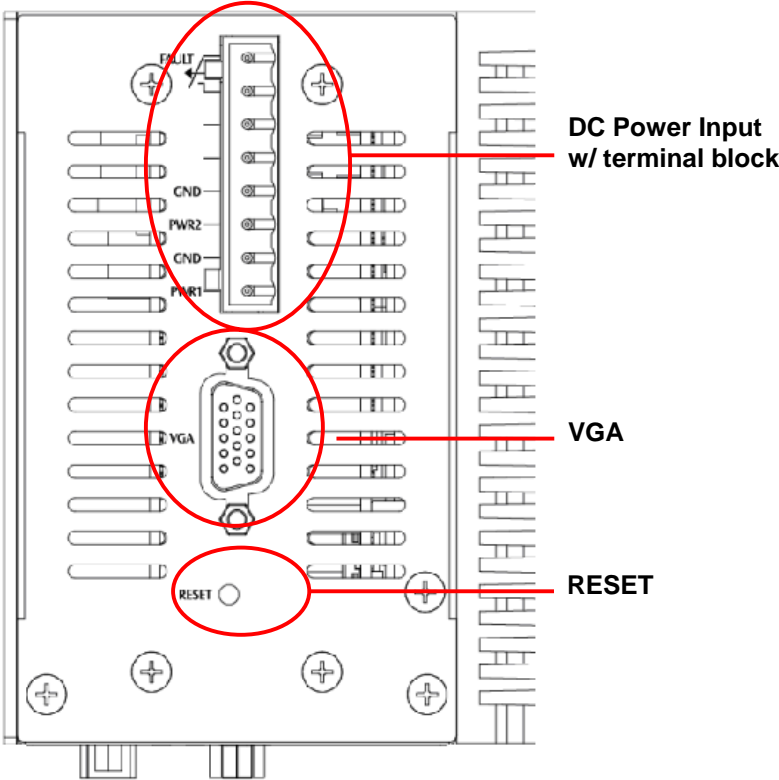 FAULT
DC Power Input
w/ terminal block
GND
PWR2
GND
PWR1
VGA
VGA
RESET
RESET